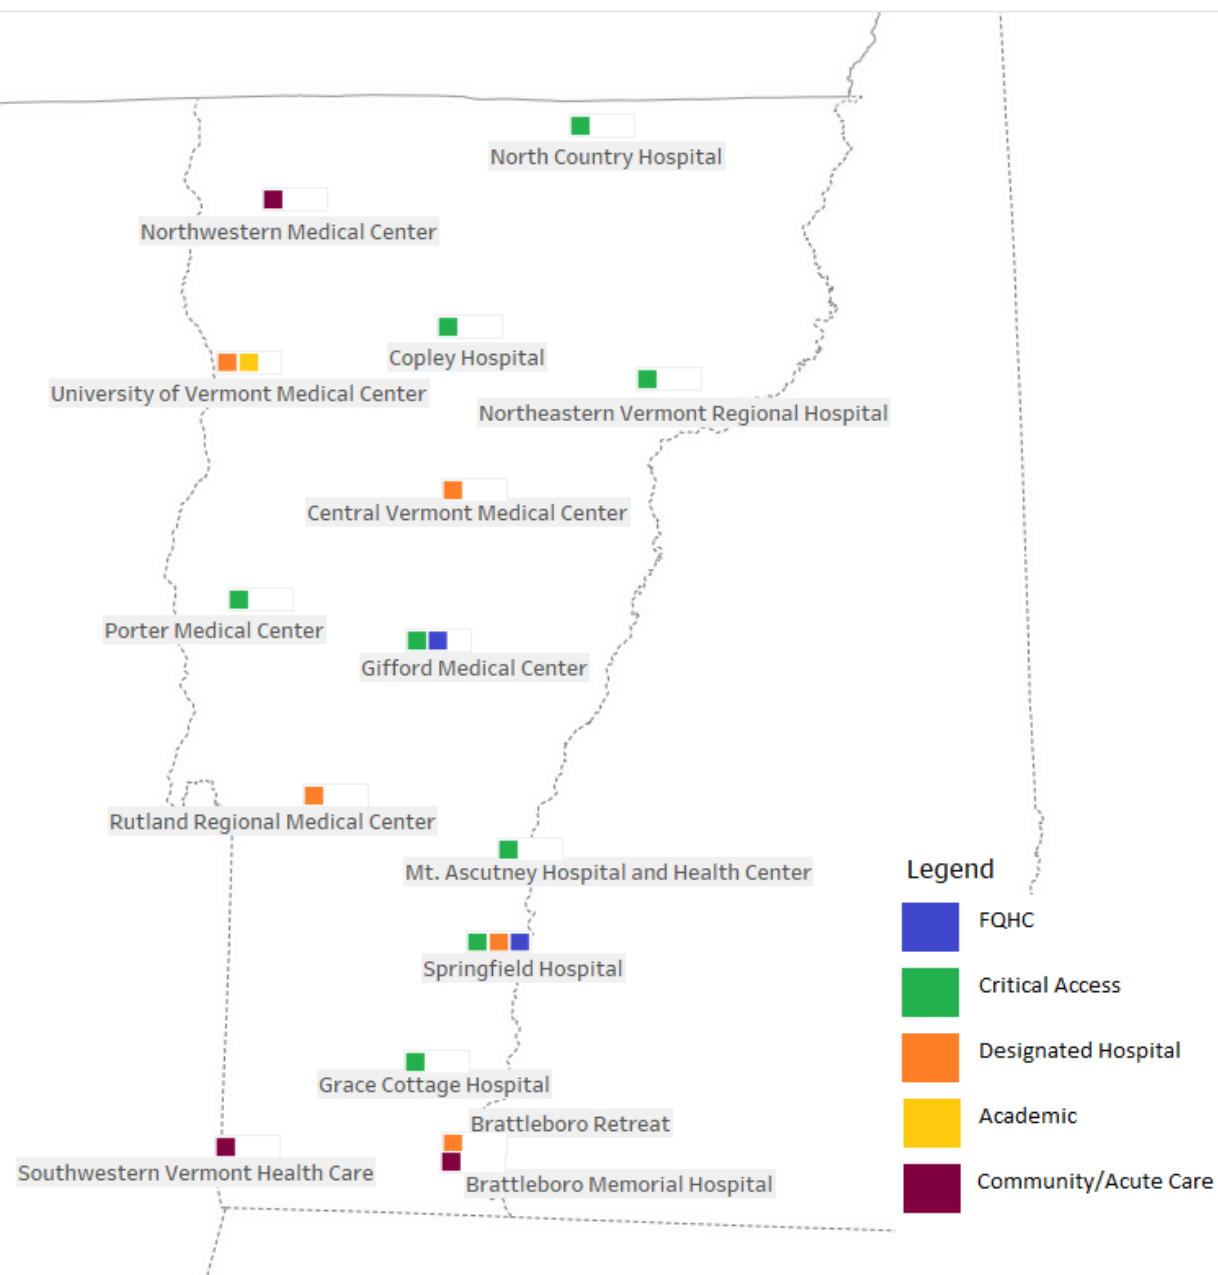 North Country Hospital
Northwestern Medical Center
Copley Hospital
University of Vermont Medical Center
Northeastern Vermont Regional Hospital
Central Vermont Medical Center
Porter Medical Center
Gifford Medical Center
Rutland Regional Medical Center
Mt. Ascutney Hospital and Health Center
Springfield Hospital
Grace Cottage Hospital
Brattleboro Retreat
Southwestern Vermont Health Care
Brattleboro Memorial Hospital
Legend
FQHC
Critical Access
Designated Hospital
Academic
Community/Acute Care